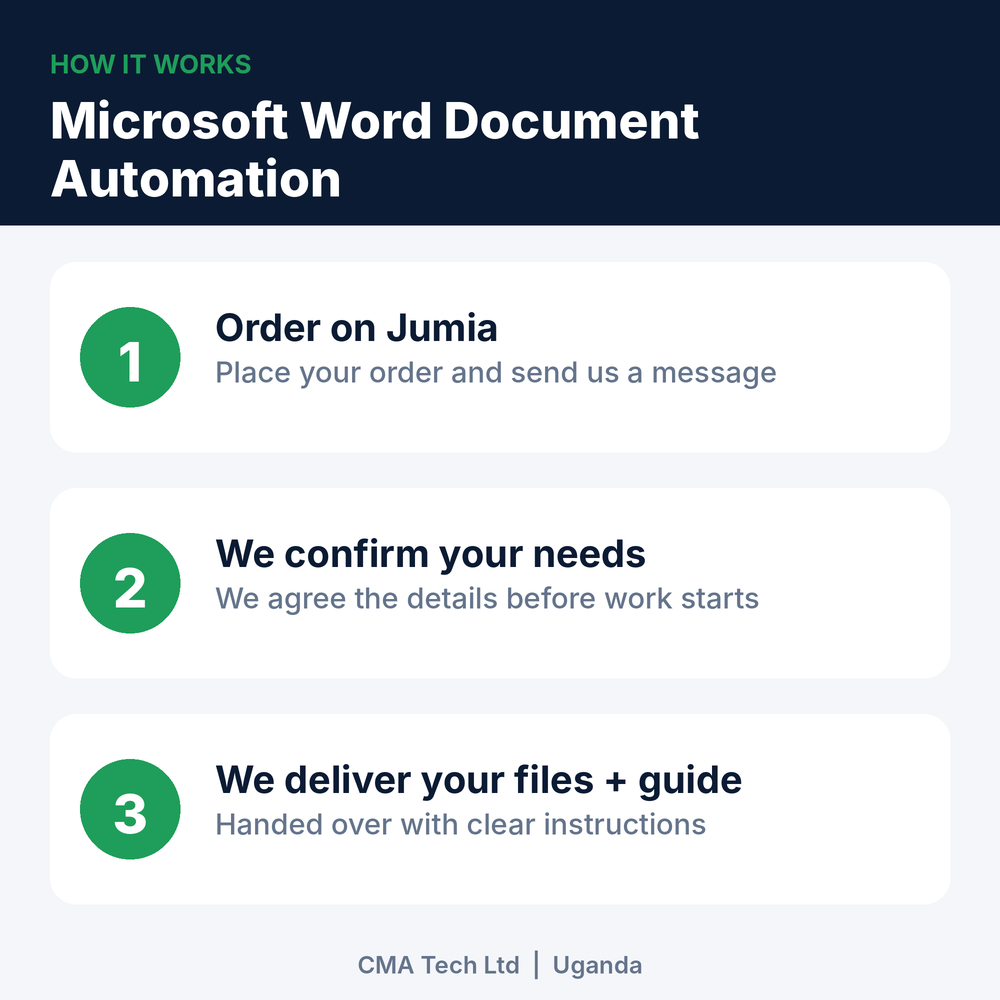 HOW IT WORKS
Microsoft Word Document
Automation
1
Order on Jumia
Place your order and send us a message
2
We confirm your needs
We agree the details before work starts
3
We deliver your files + guide
Handed over with clear instructions
CMA Tech Ltd | Uganda